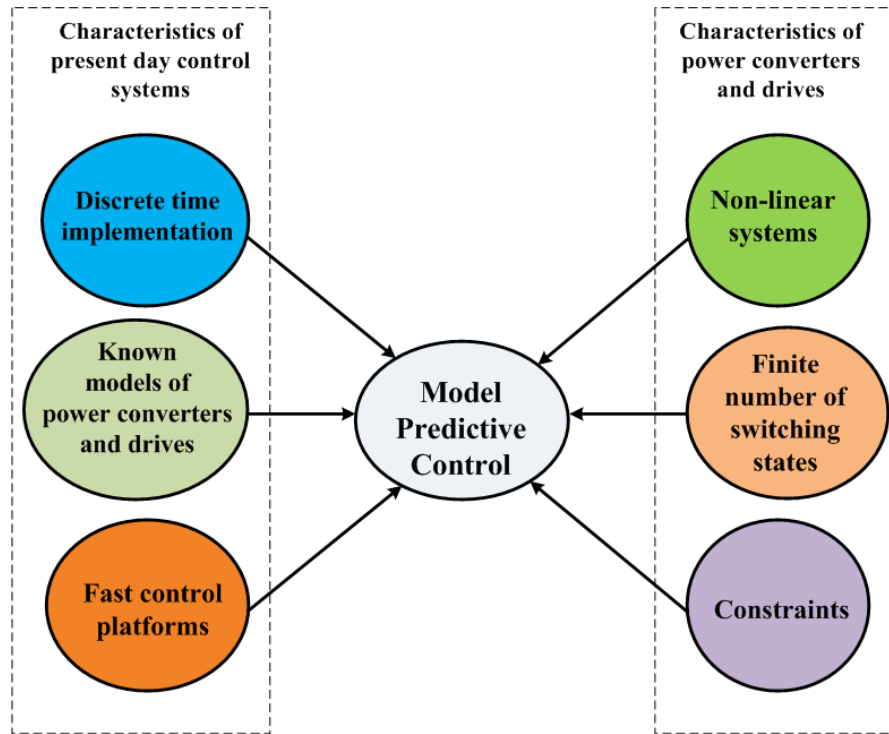 Characteristics of
present day control
systems
Discrete time
implementation
Known
models of
power converters
and drives
Fast control
platforms
Model
Predictive
Control
Characteristics of
power converters
and drives
Non-linear
systems
Finite
number of
switching
states
Constraints